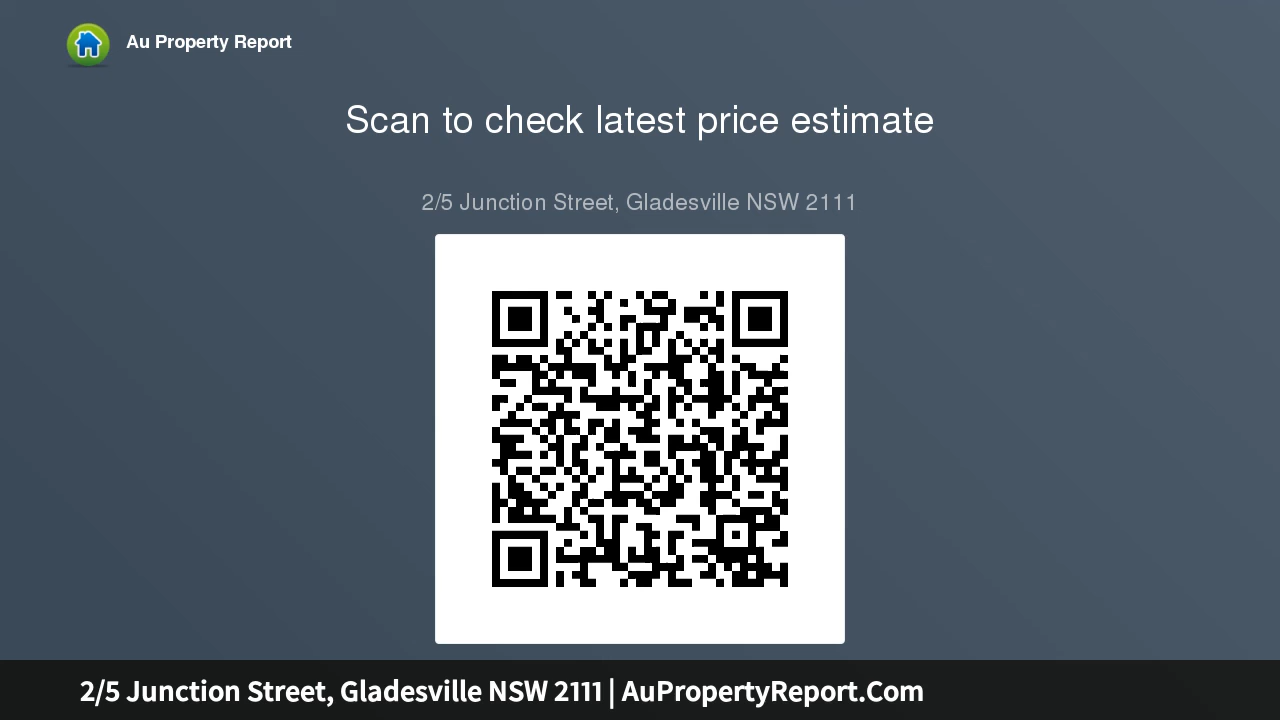 Au Property Report
Scan to check latest price estimate
2/5 Junction Street, Gladesville NSW 2111
2/5 Junction Street, Gladesville NSW 2111 | AuPropertyReport.Com